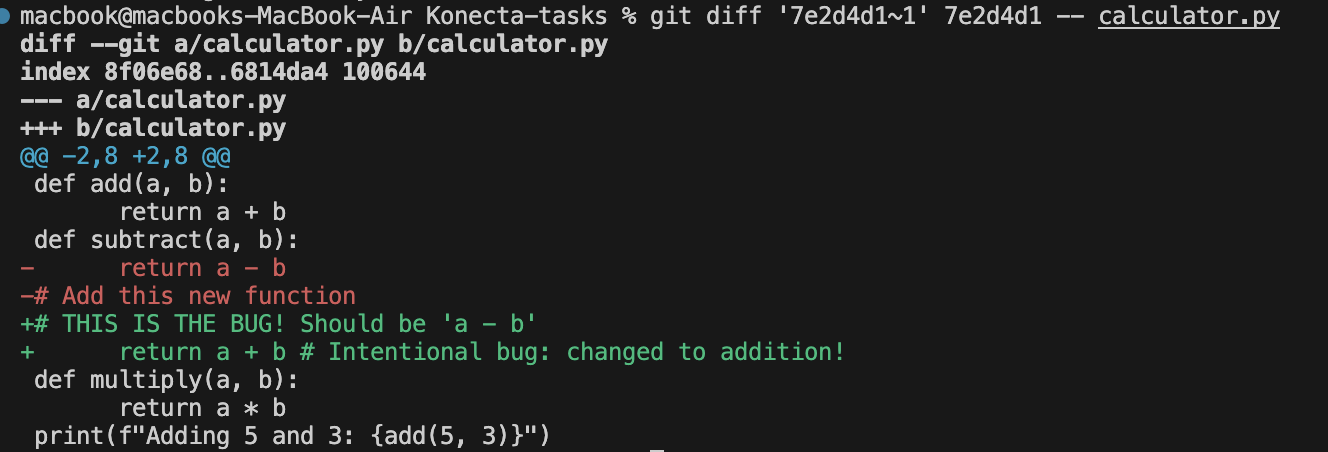 macbook@macbooks-MacBook-Air Konecta-tasks % git diff '7e2d4d1~1' 7e2d4d1 -- calculator.py
diff --git a/calculator.py b/calculator.py
index 8f06e68..6814da4 100644
--- a/calculator.py
+++ b/calculator.py
@@ -2,8 +2,8 @@
 def add(a, b):
       return a + b
 def subtract(a, b):
-      return a - b
-# Add this new function
+# THIS IS THE BUG! Should be 'a - b'
+      return a + b # Intentional bug: changed to addition!
 def multiply(a, b):
       return a * b
 print(f"Adding 5 and 3: {add(5, 3)}")